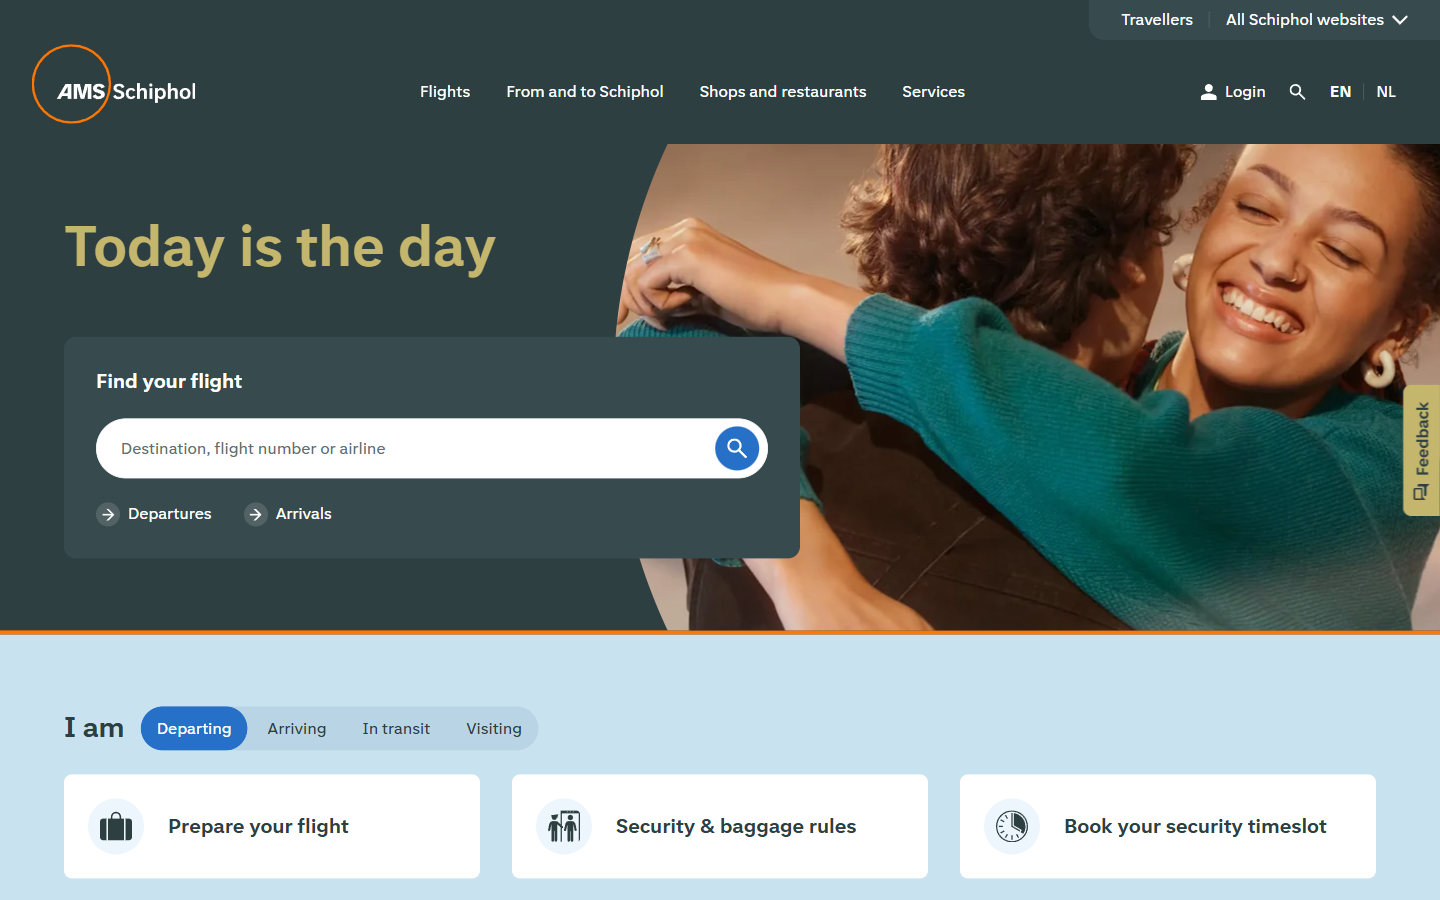 Travellers
All Schiphol websites
AMS Schiphol
Flights
From and to Schiphol
Shops and restaurants
Services
Login
EN
NL
Today is the day
Find your flight
Destination, flight number or airline
Departures
Arrivals
Feedback
I am
Departing
Arriving
In transit
Visiting
Prepare your flight
Security & baggage rules
Book your security timeslot